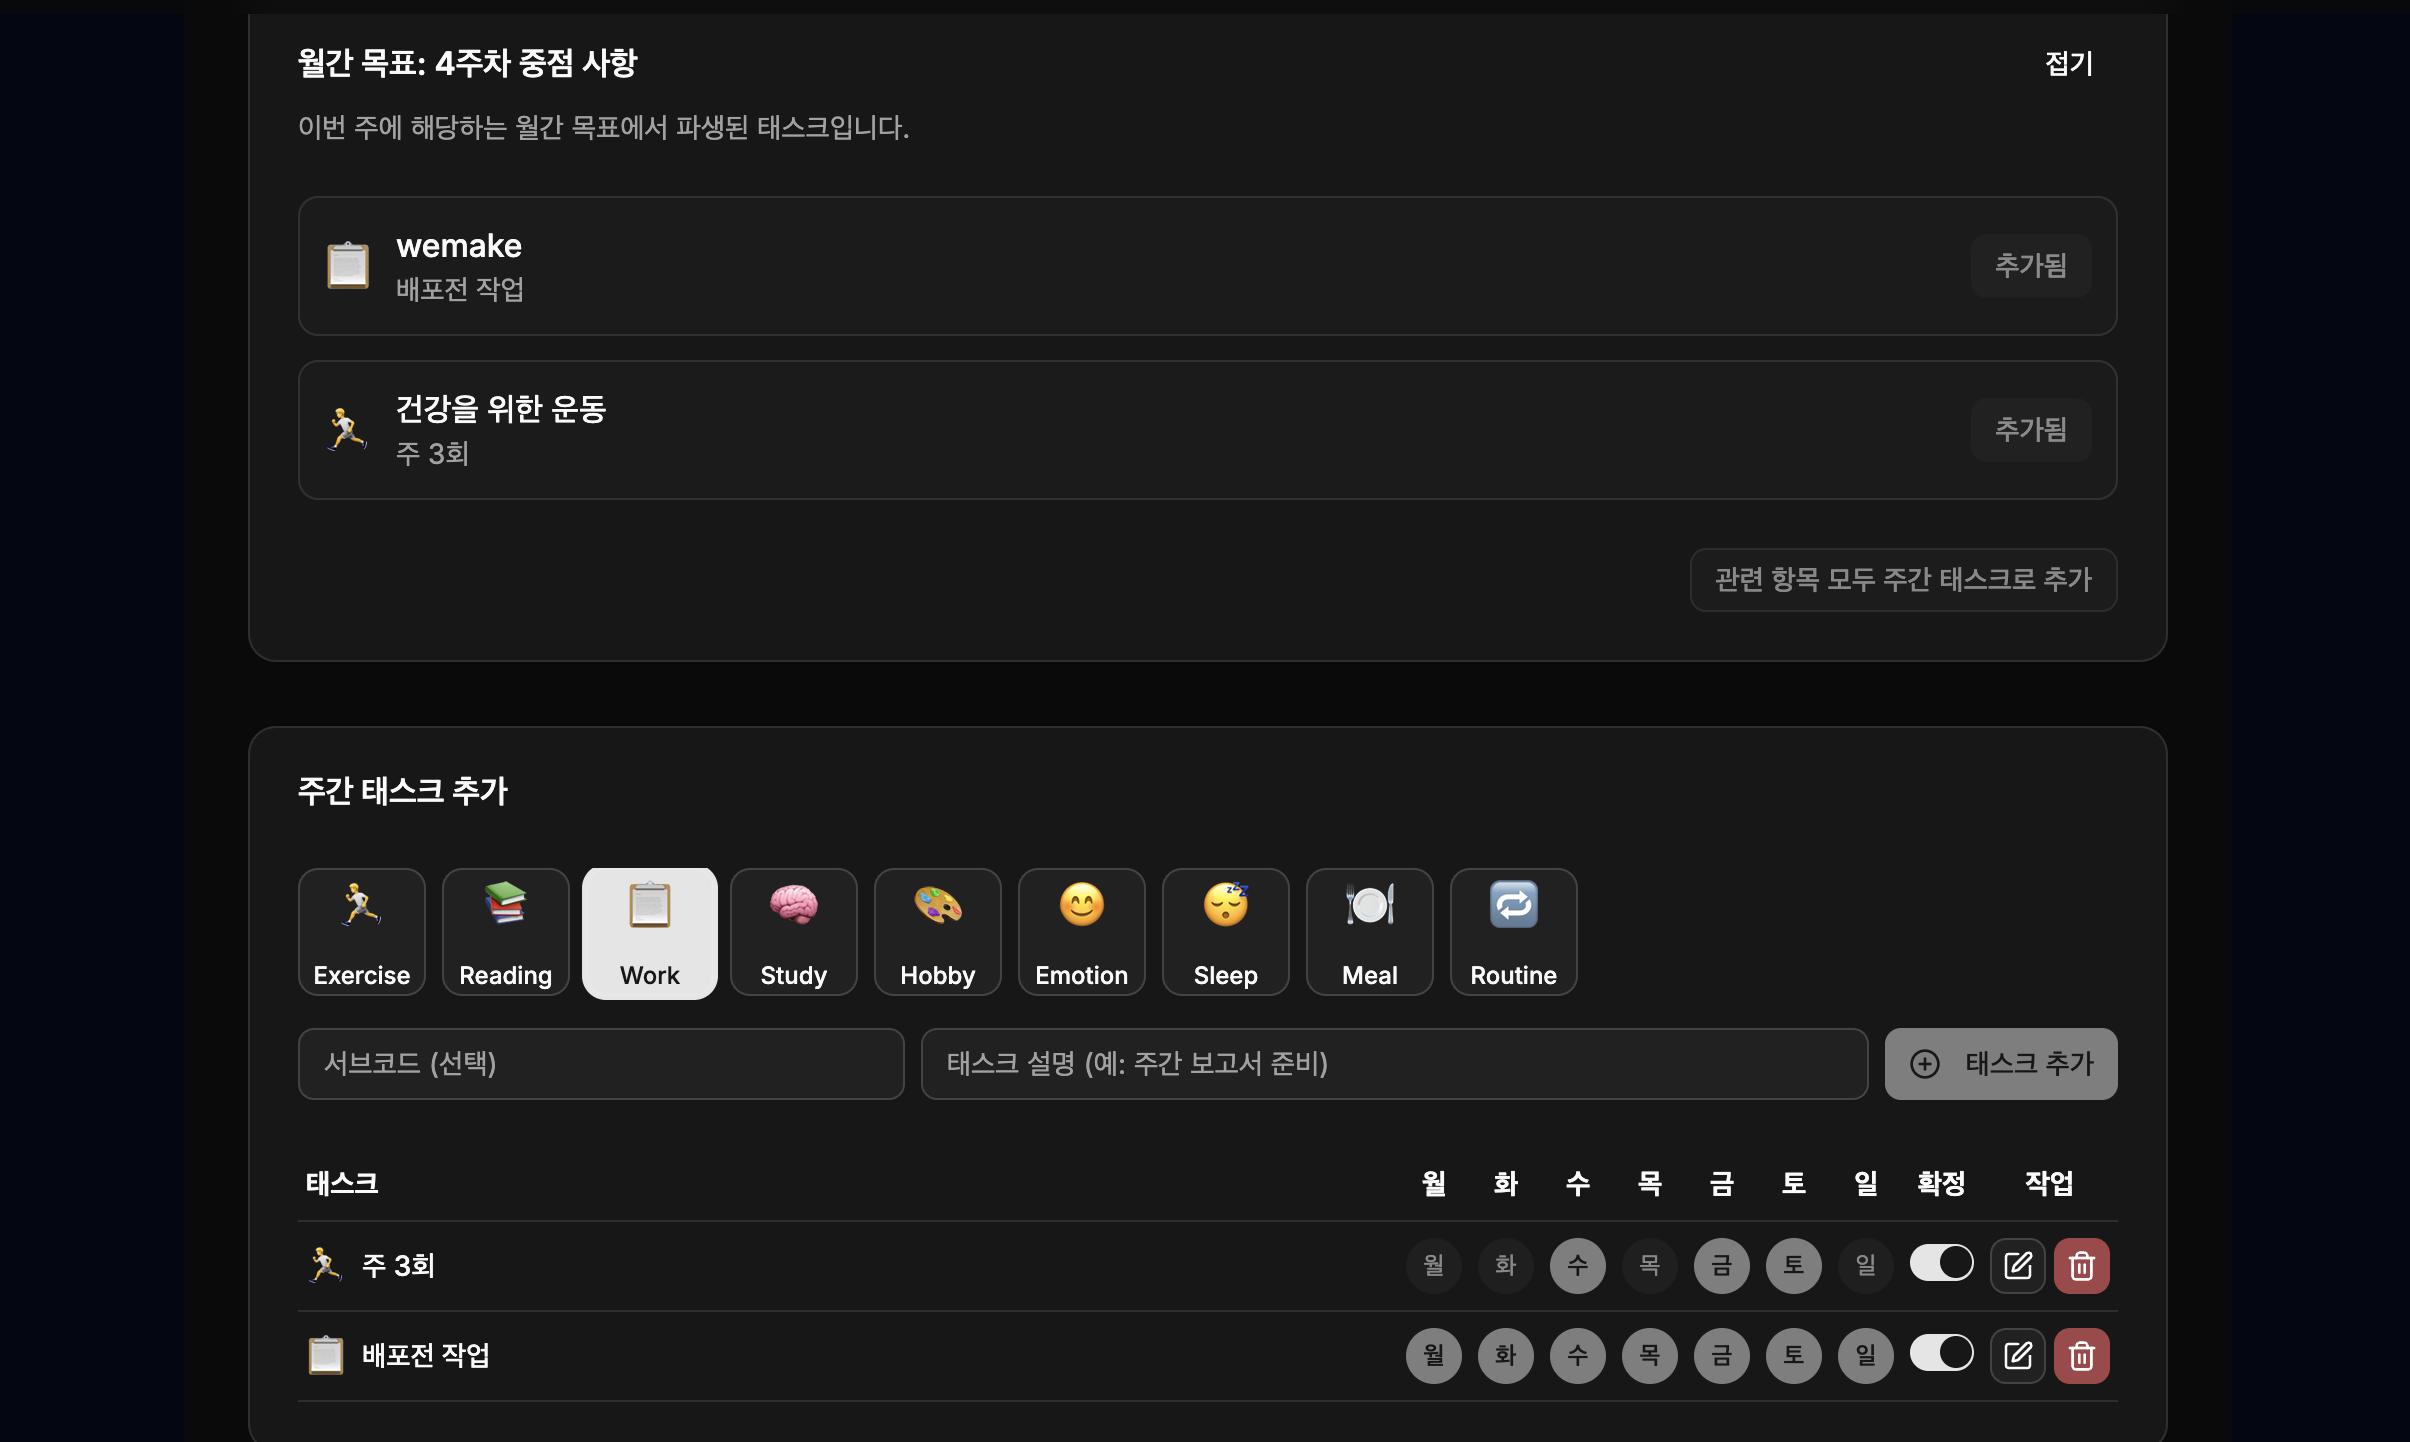 월간 목표: 4주차 중점 사항 접기
이번 주에 해당하는 월간 목표에서 파생된 태스크입니다.
wemake
배포전 작업
추가됨
건강을 위한 운동
주 3회
추가됨
관련 항목 모두 주간 태스크로 추가
주간 태스크 추가
Exercise Reading Work Study Hobby Emotion Sleep Meal Routine
서브코드 (선택) 태스크 설명 (예: 주간 보고서 준비) 태스크 추가
태스크 월 화 수 목 금 토 일 확정 작업
주 3회 월 화 수 목 금 토 일
배포전 작업 월 화 수 목 금 토 일